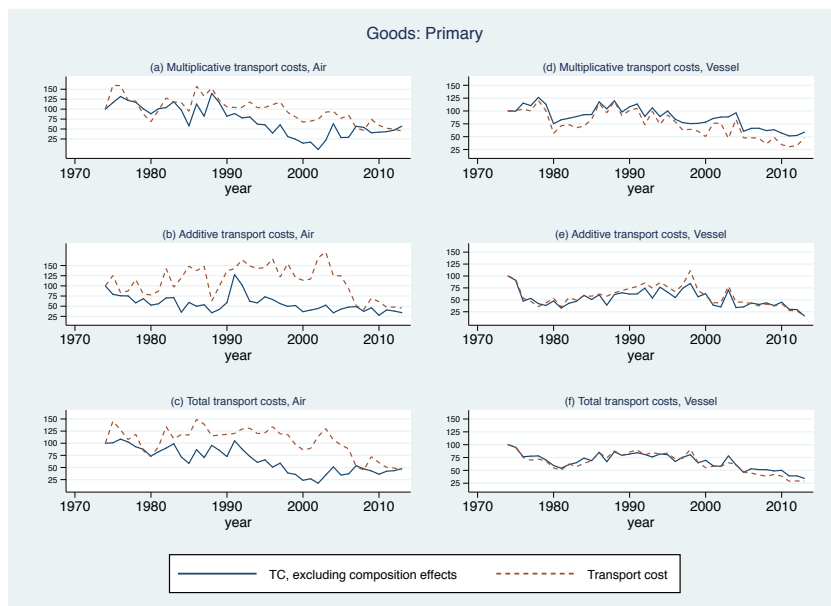 Goods: Primary
(a) Multiplicative transport costs, Air
150
125
100
75
50
25
1970 1980 1990 2000 2010
year
(d) Multiplicative transport costs, Vessel
150
125
100
75
50
25
1970 1980 1990 2000 2010
year
(b) Additive transport costs, Air
150
125
100
75
50
25
1970 1980 1990 2000 2010
year
(e) Additive transport costs, Vessel
150
125
100
75
50
25
1970 1980 1990 2000 2010
year
(c) Total transport costs, Air
150
125
100
75
50
25
1970 1980 1990 2000 2010
year
(f) Total transport costs, Vessel
150
125
100
75
50
25
1970 1980 1990 2000 2010
year
TC, excluding composition effects Transport cost